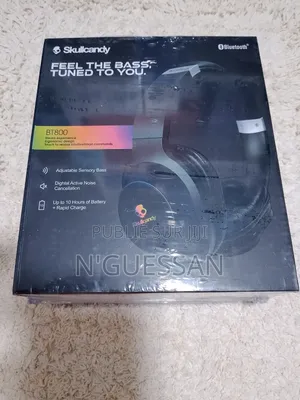 Skullcandy
Bluetooth
FEEL THE BASS,
TUNED TO YOU.
B1800
Adjustable Sensory Bass
Digital Active Noise
Cancellation
Up to 10 Hours of Battery
+ Rapid Charge
Skullcandy
PUBLIE SUR JIJI
N'GUESSAN